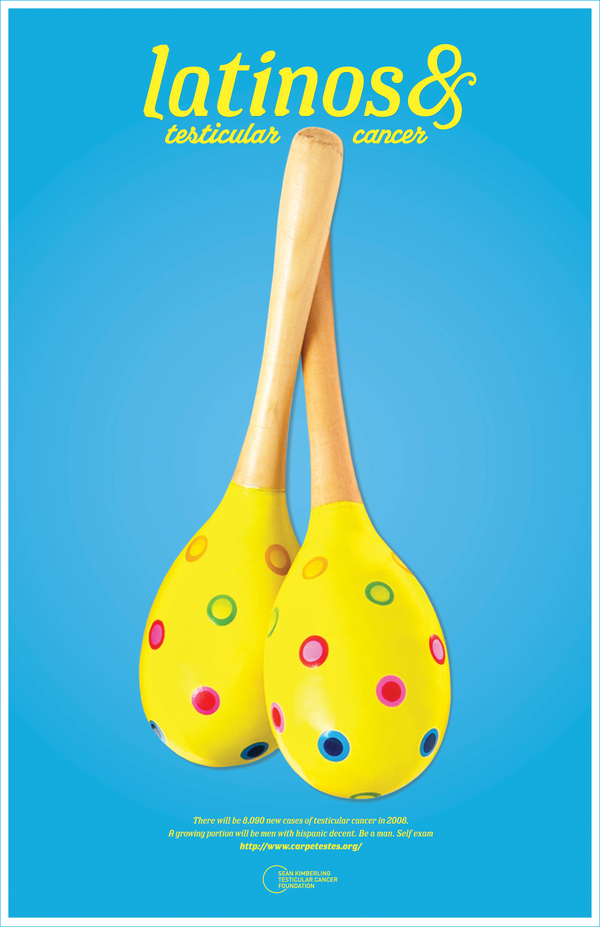 latinos &
testicular cancer
There will be 8,090 new cases of testicular cancer in 2008.
A growing portion will be men with hispanic decent. Be a man. Self exam
http://www.carpetestes.org/
SEAN KIMBERLING
TESTICULAR CANCER
FOUNDATION